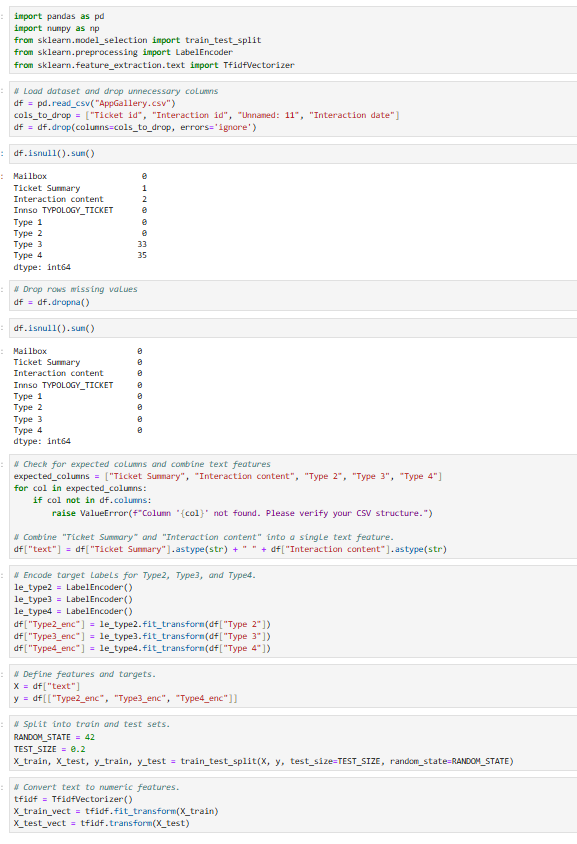 import pandas as pd
import numpy as np
from sklearn.model_selection import train_test_split
from sklearn.preprocessing import LabelEncoder
from sklearn.feature_extraction.text import TfidfVectorizer
# Load dataset and drop unnecessary columns
df = pd.read_csv("AppGallery.csv")
cols_to_drop = ["Ticket id", "Interaction id", "Unnamed: 11", "Interaction date"]
df = df.drop(columns=cols_to_drop, errors='ignore')
df.isnull().sum()
Mailbox 0
Ticket Summary 1
Interaction content 2
Innso TYPOLOGY_TICKET 0
Type 1 0
Type 2 0
Type 3 33
Type 4 35
dtype: int64
# Drop rows missing values
df = df.dropna()
df.isnull().sum()
Mailbox 0
Ticket Summary 0
Interaction content 0
Innso TYPOLOGY_TICKET 0
Type 1 0
Type 2 0
Type 3 0
Type 4 0
dtype: int64
# Check for expected columns and combine text features
expected_columns = ["Ticket Summary", "Interaction content", "Type 2", "Type 3", "Type 4"]
for col in expected_columns:
    if col not in df.columns:
        raise ValueError(f"Column '{col}' not found. Please verify your CSV structure.")
# Combine "Ticket Summary" and "Interaction content" into a single text feature.
df["text"] = df["Ticket Summary"].astype(str) + " " + df["Interaction content"].astype(str)
# Encode target labels for Type2, Type3, and Type4.
le_type2 = LabelEncoder()
le_type3 = LabelEncoder()
le_type4 = LabelEncoder()
df["Type2_enc"] = le_type2.fit_transform(df["Type 2"])
df["Type3_enc"] = le_type3.fit_transform(df["Type 3"])
df["Type4_enc"] = le_type4.fit_transform(df["Type 4"])
# Define features and targets.
X = df["text"]
y = df[["Type2_enc", "Type3_enc", "Type4_enc"]]
# Split into train and test sets.
RANDOM_STATE = 42
TEST_SIZE = 0.2
X_train, X_test, y_train, y_test = train_test_split(X, y, test_size=TEST_SIZE, random_state=RANDOM_STATE)
# Convert text to numeric features.
tfidf = TfidfVectorizer()
X_train_vect = tfidf.fit_transform(X_train)
X_test_vect = tfidf.transform(X_test)